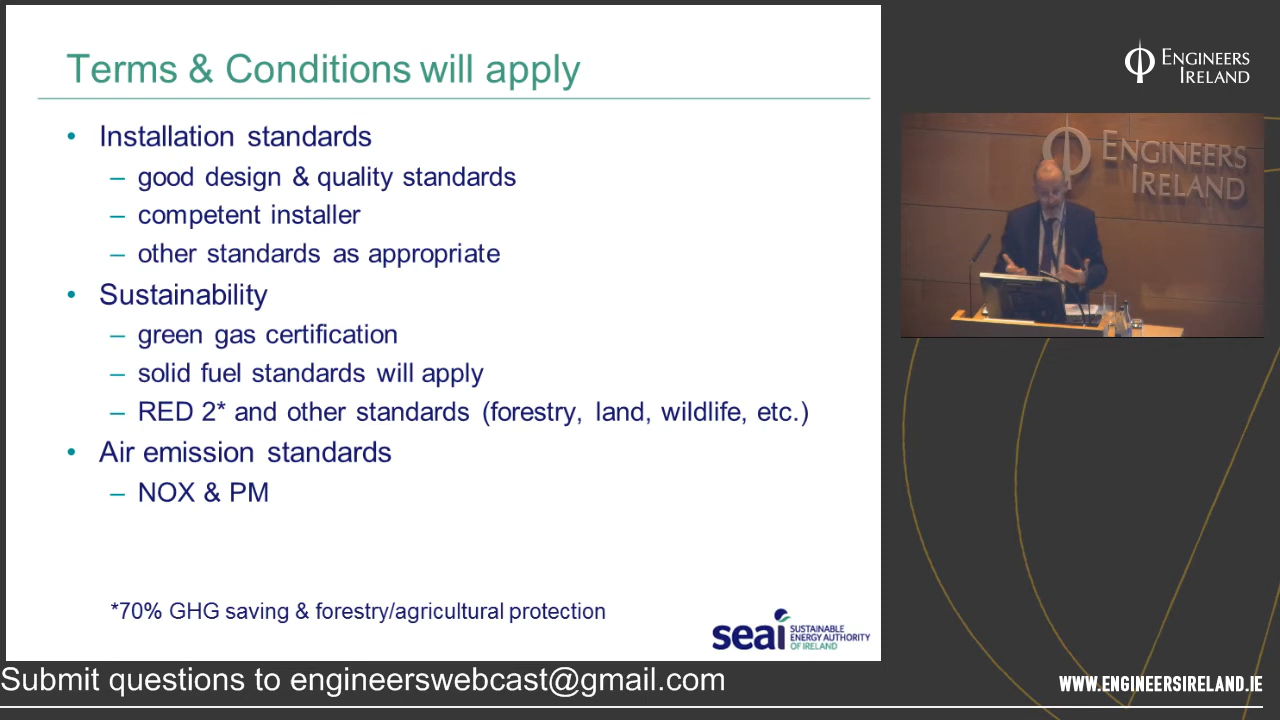 Terms & Conditions will apply
• Installation standards
– good design & quality standards
– competent installer
– other standards as appropriate
• Sustainability
– green gas certification
– solid fuel standards will apply
– RED 2* and other standards (forestry, land, wildlife, etc.)
• Air emission standards
– NOX & PM
*70% GHG saving & forestry/agricultural protection
seai SUSTAINABLE
ENERGY AUTHORITY
OF IRELAND
ENGINEERS
IRELAND
ENGINEERS
IRELAND
Submit questions to engineerswebcast@gmail.com
WWW.ENGINEERSIRELAND.IE